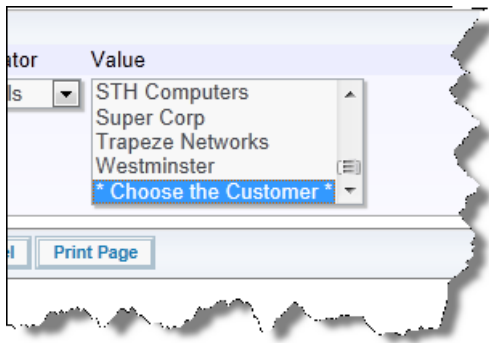 ator Value
ls STH Computers
Super Corp
Trapeze Networks
Westminster
* Choose the Customer *
el Print Page